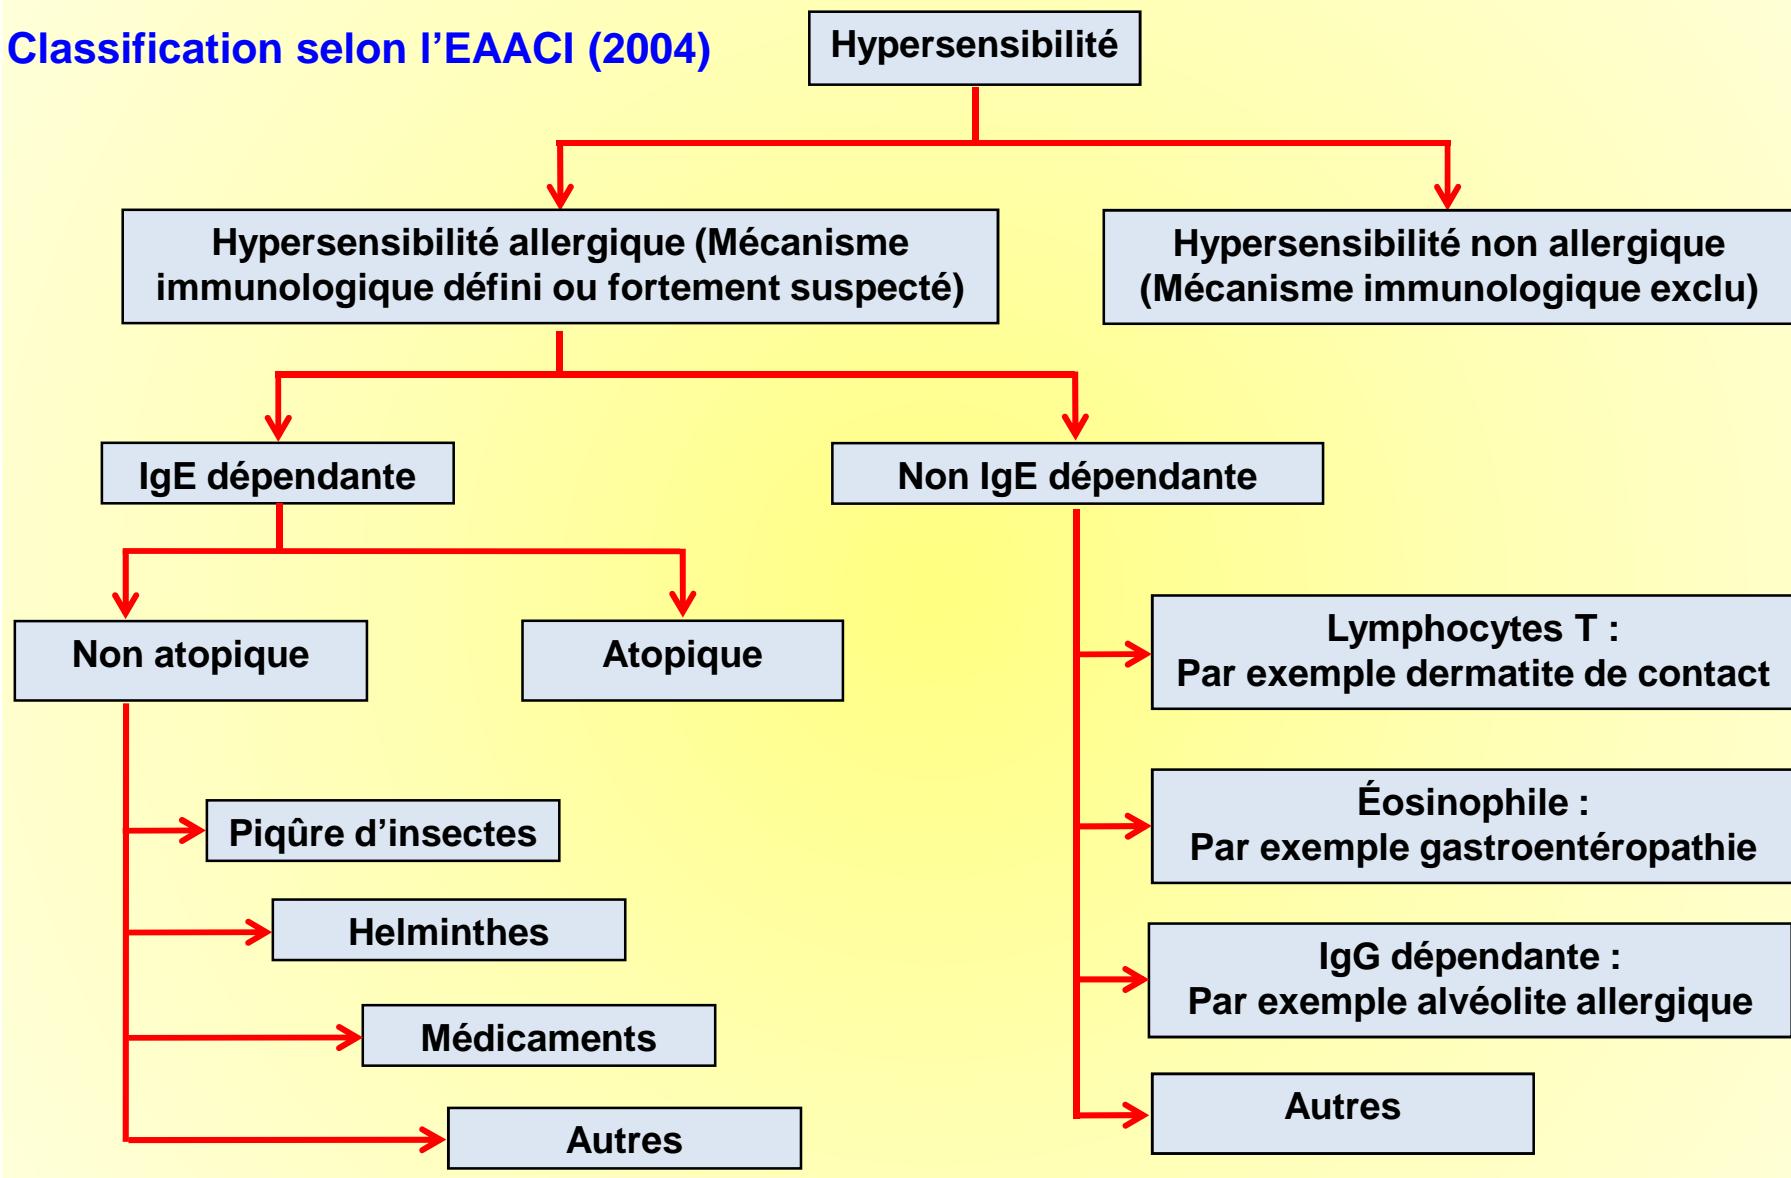 Classification selon l’EAACI (2004)
Hypersensibilité
Hypersensibilité allergique (Mécanisme
immunologique défini ou fortement suspecté)
Hypersensibilité non allergique
(Mécanisme immunologique exclu)
IgE dépendante
Non IgE dépendante
Non atopique
Atopique
Lymphocytes T :
Par exemple dermatite de contact
Piqûre d’insectes
Éosinophile :
Par exemple gastroentéropathie
Helminthes
IgG dépendante :
Par exemple alvéolite allergique
Médicaments
Autres
Autres